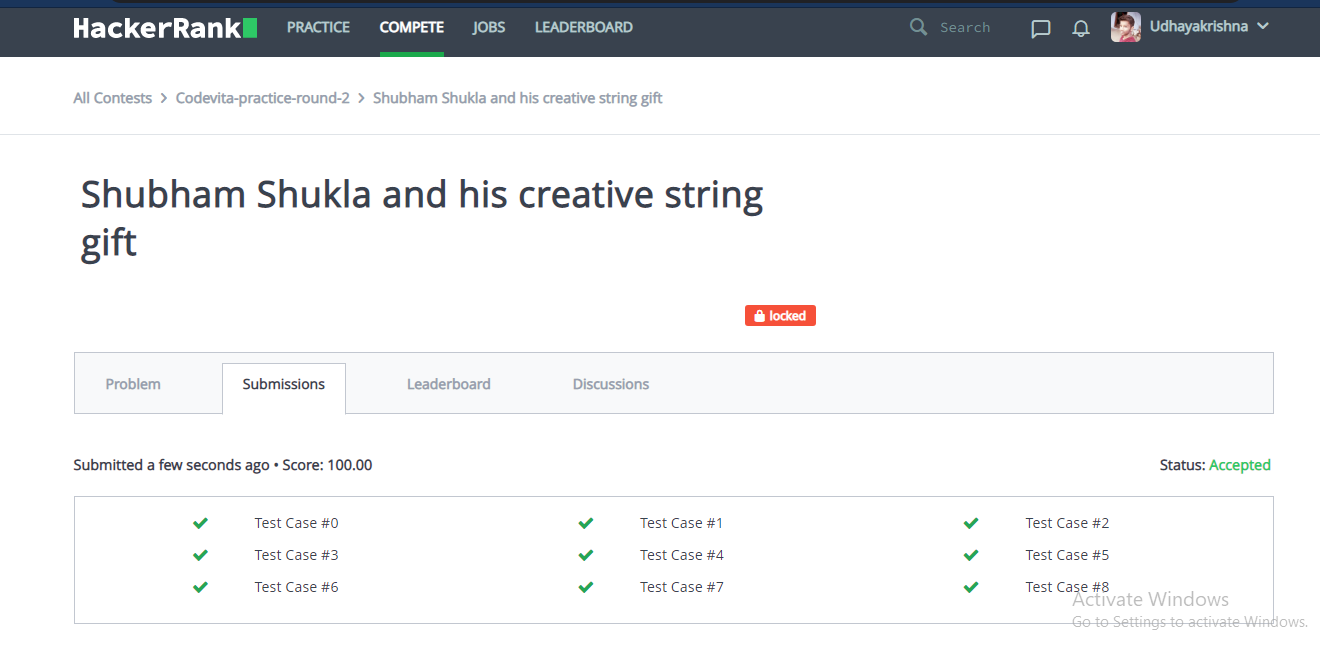 HackerRank PRACTICE COMPETE JOBS LEADERBOARD Search Udhayakrishna
All Contests > Codevita-practice-round-2 > Shubham Shukla and his creative string gift
Shubham Shukla and his creative string
gift
locked
Problem Submissions Leaderboard Discussions
Submitted a few seconds ago • Score: 100.00 Status: Accepted
Test Case #0 Test Case #1 Test Case #2
Test Case #3 Test Case #4 Test Case #5
Test Case #6 Test Case #7 Test Case #8
Activate Windows
Go to Settings to activate Windows.